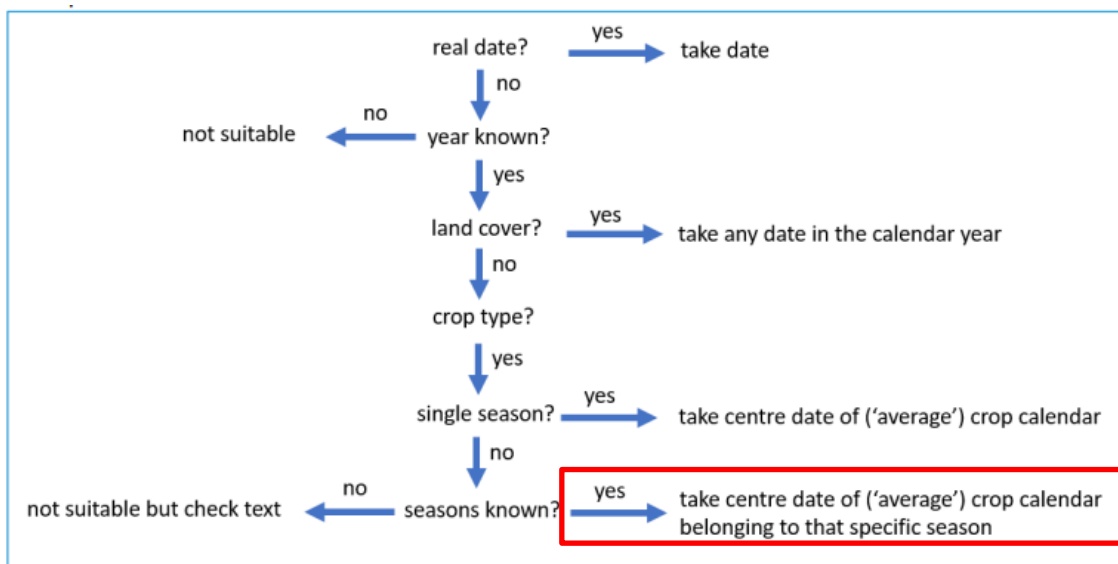 real date?
yes
take date
no
no
not suitable
year known?
yes
land cover?
yes
take any date in the calendar year
no
crop type?
yes
single season?
yes
take centre date of (‘average’) crop calendar
no
not suitable but check text
no
seasons known?
yes
take centre date of (‘average’) crop calendar
belonging to that specific season